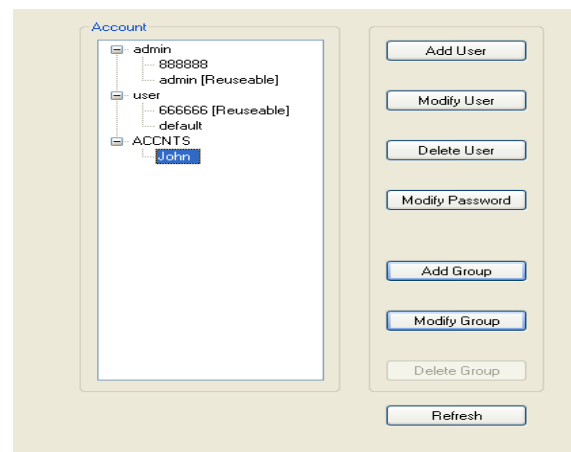 Account
admin
888888
admin [Reuseable]
user
666666 [Reuseable]
default
ACCNTS
John
Add User
Modify User
Delete User
Modify Password
Add Group
Modify Group
Delete Group
Refresh